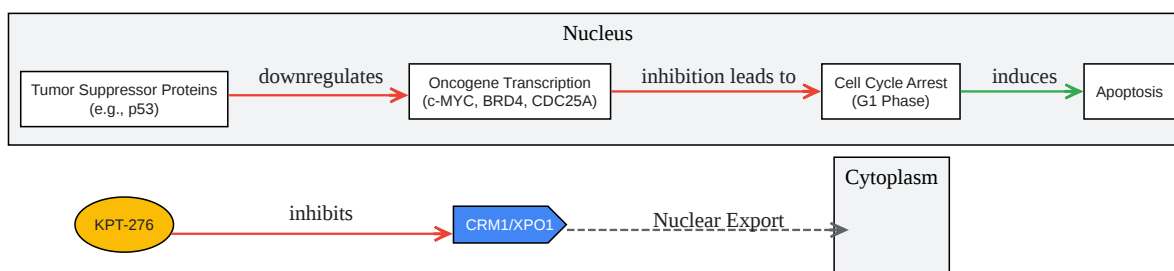 Nucleus
Tumor Suppressor Proteins
(e.g., p53)
downregulates
Oncogene Transcription
(c-MYC, BRD4, CDC25A)
inhibition leads to
Cell Cycle Arrest
(G1 Phase)
induces
Apoptosis
KPT-276
inhibits
CRM1/XPO1
Nuclear Export
Cytoplasm